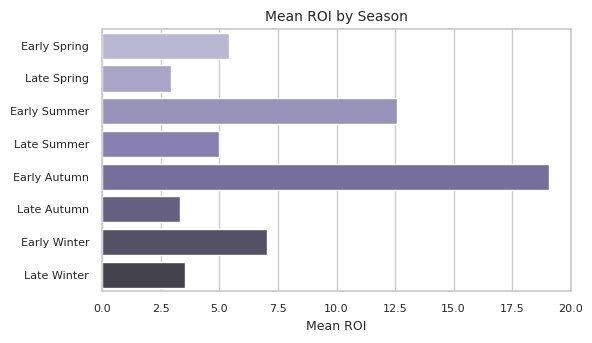 Mean ROI by Season
Early Spring
Late Spring
Early Summer
Late Summer
Early Autumn
Late Autumn
Early Winter
Late Winter
0.0 2.5 5.0 7.5 10.0 12.5 15.0 17.5 20.0
Mean ROI